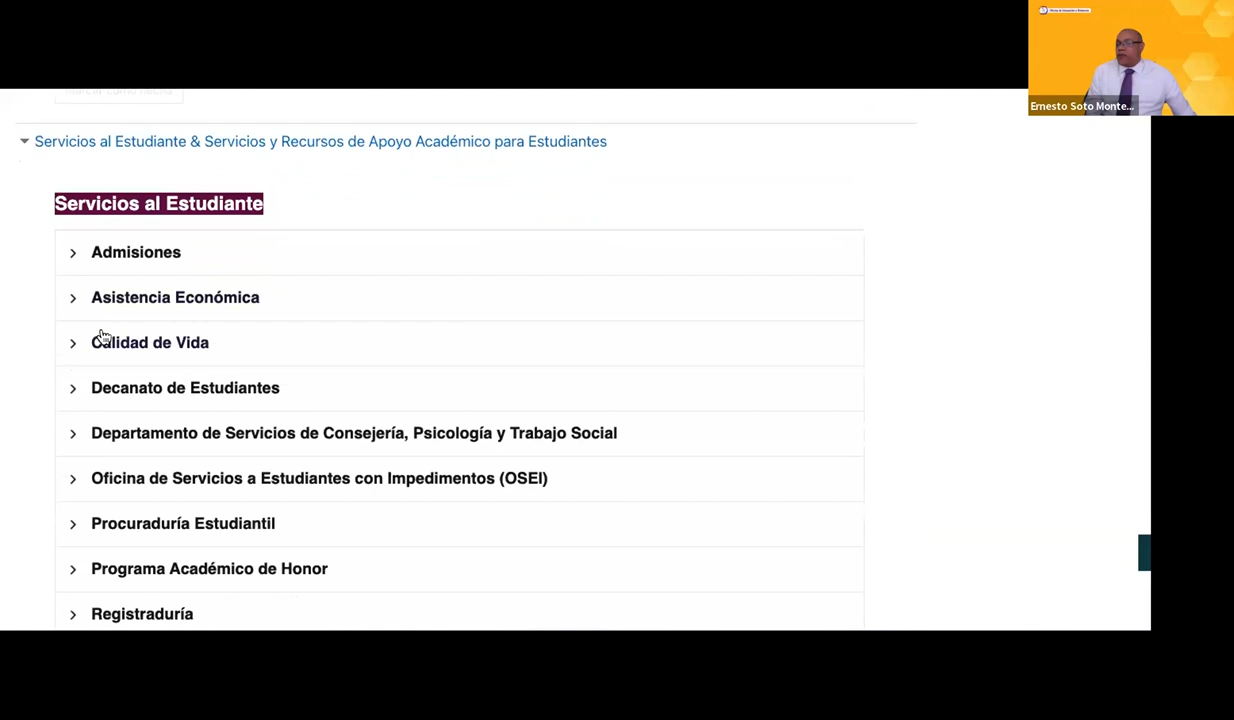 Ernesto Soto Monte...
Servicios al Estudiante & Servicios y Recursos de Apoyo Académico para Estudiantes
Servicios al Estudiante
Admisiones
Asistencia Económica
Calidad de Vida
Decanato de Estudiantes
Departamento de Servicios de Consejería, Psicología y Trabajo Social
Oficina de Servicios a Estudiantes con Impedimentos (OSEI)
Procuraduría Estudiantil
Programa Académico de Honor
Registraduría